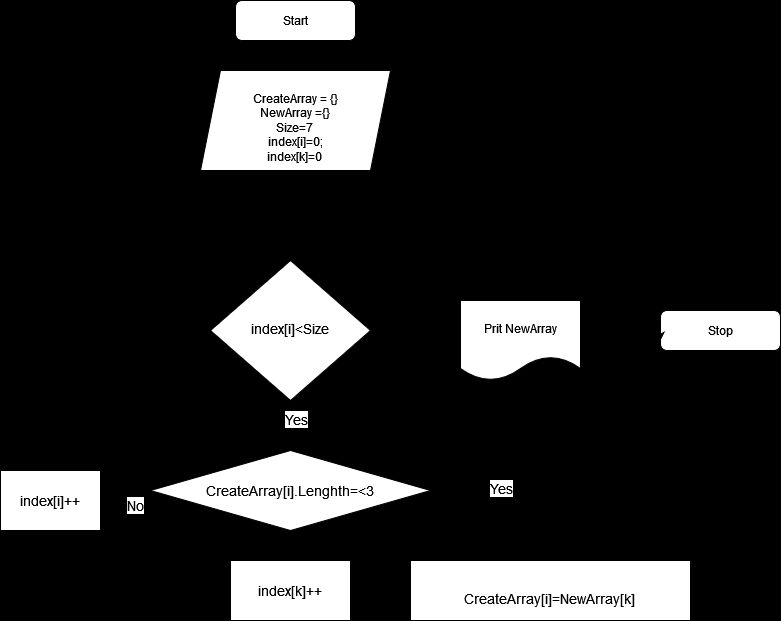 Start
CreateArray = {}
NewArray ={}
Size=7
index[i]=0;
index[k]=0
index[i]<Size
Prit NewArray
Stop
Yes
CreateArray[i].Lenghth=<3
Yes
index[i]++
No
index[k]++
CreateArray[i]=NewArray[k]